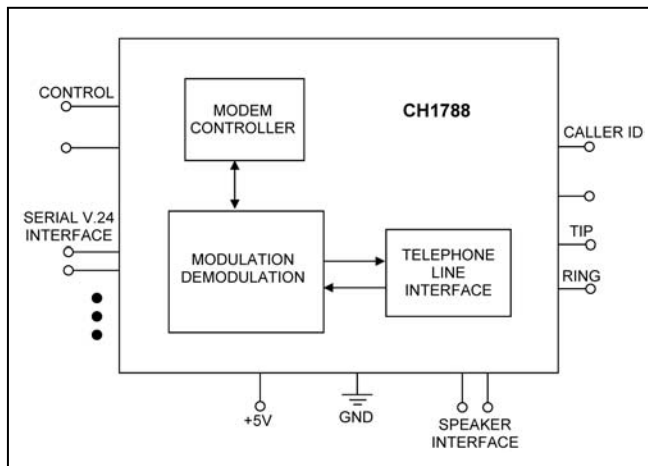 CONTROL
MODEM
CONTROLLER
CH1788
CALLER ID
SERIAL V.24
INTERFACE
MODULATION
DEMODULATION
TELEPHONE
LINE
INTERFACE
TIP
RING
+5V
GND
SPEAKER
INTERFACE